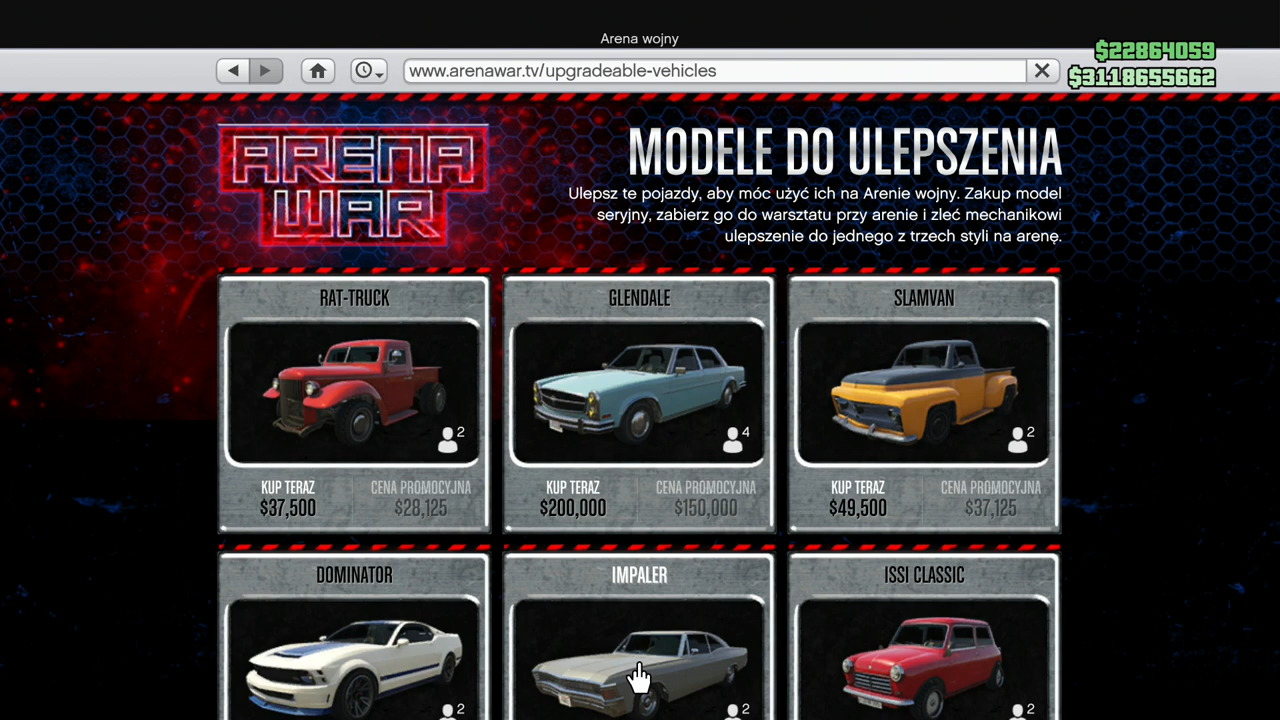 Arena wojny
$22864059
$3118655662
www.arenawar.tv/upgradeable-vehicles
ARENA
WAR
MODELE DO ULEPSZENIA
Ulepsz te pojazdy, aby móc użyć ich na Arenie wojny. Zakup model
seryjny, zabierz go do warsztatu przy arenie i zleć mechanikowi
ulepszenie do jednego z trzech styli na arenę.
RAT-TRUCK
2
KUP TERAZ
$37,500
CENA PROMOCYJNA
$28,125
GLENDALE
4
KUP TERAZ
$200,000
CENA PROMOCYJNA
$150,000
SLAMVAN
2
KUP TERAZ
$49,500
CENA PROMOCYJNA
$37,125
DOMINATOR
2
IMPALER
2
ISSI CLASSIC
2